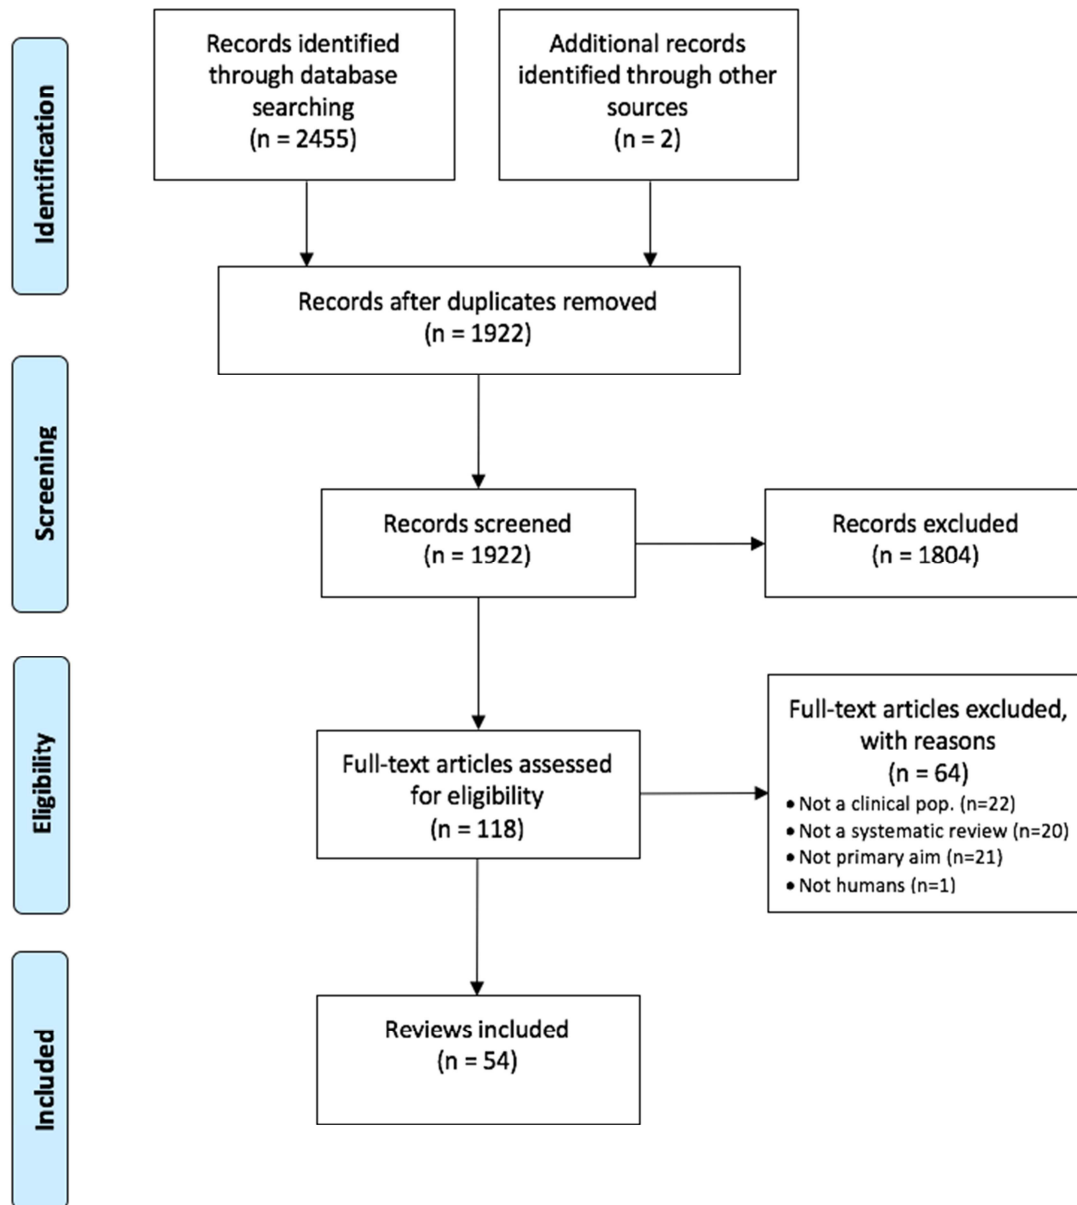 Identification
Records identified
through database
searching
(n = 2455)
Additional records
identified through other
sources
(n = 2)
Records after duplicates removed
(n = 1922)
Screening
Records screened
(n = 1922)
Records excluded
(n = 1804)
Eligibility
Full-text articles assessed
for eligibility
(n = 118)
Full-text articles excluded,
with reasons
(n = 64)
• Not a clinical pop. (n=22)
• Not a systematic review (n=20)
• Not primary aim (n=21)
• Not humans (n=1)
Included
Reviews included
(n = 54)